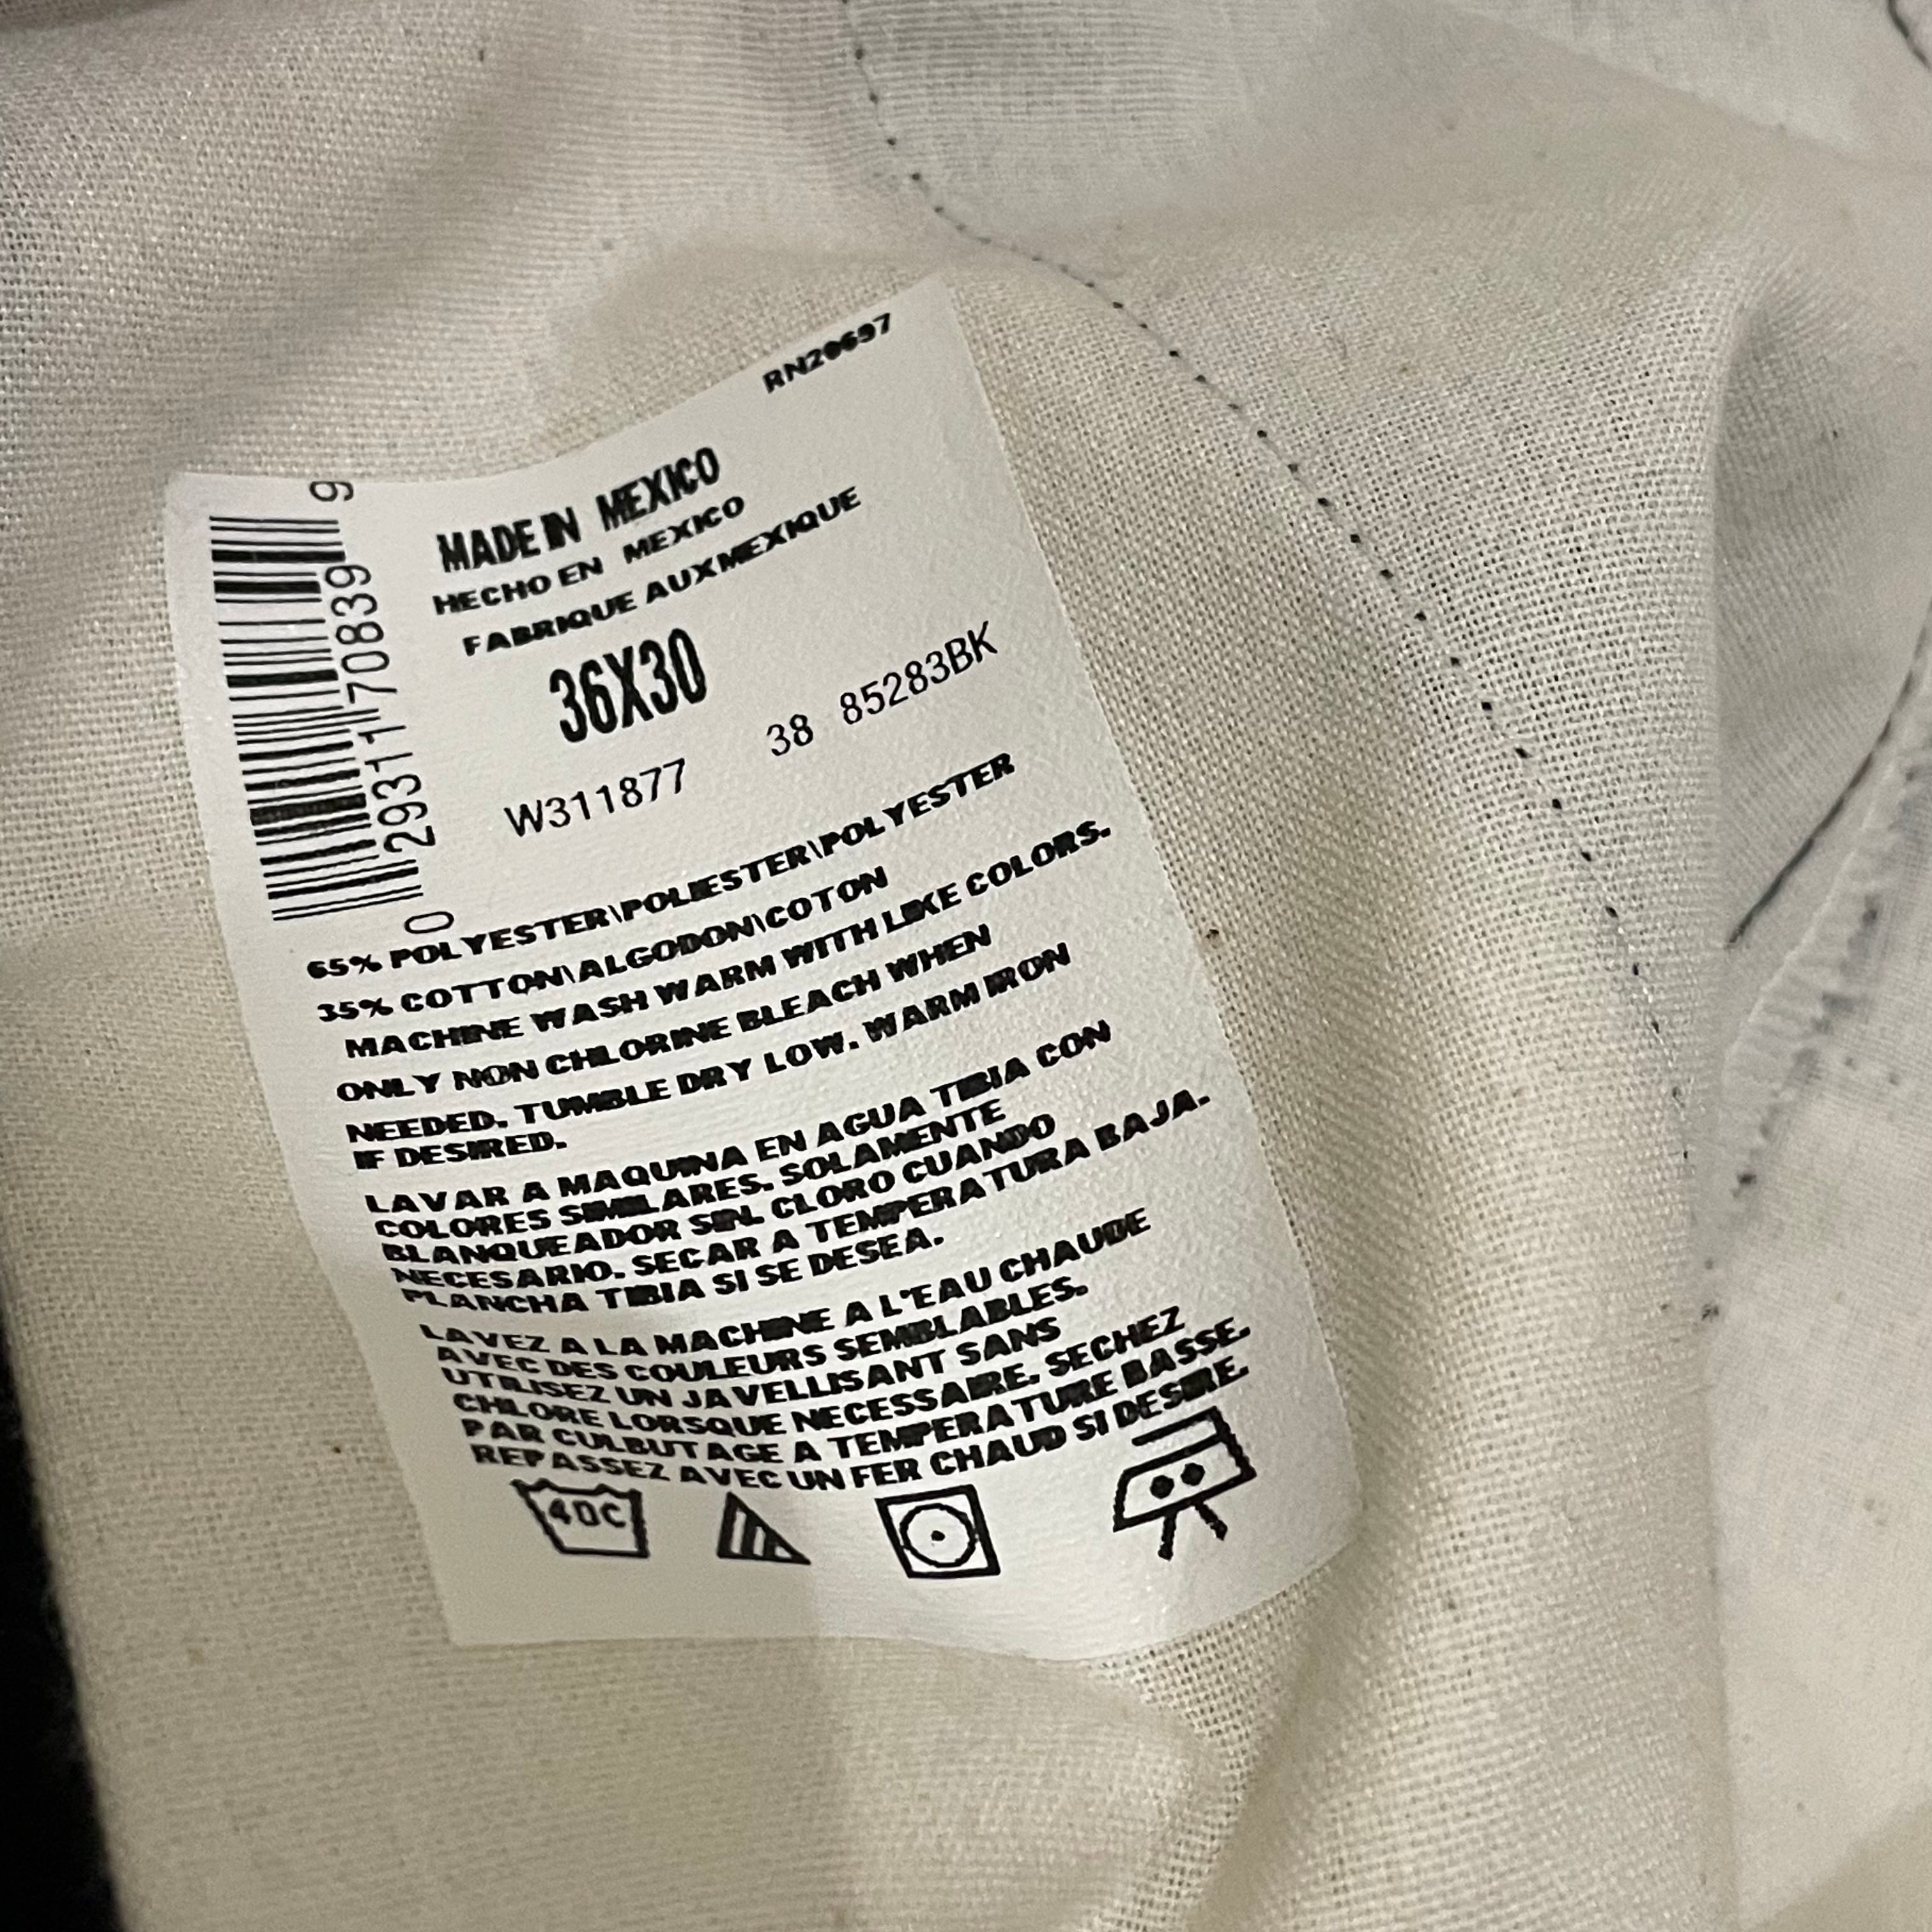 RN20697
MADE IN MEXICO
HECHO EN MEXICO
FABRIQUE AUX MEXIQUE
36X30
W311877 38 85283BK
0 29311 70839 9
65% POLYESTER\POLIESTER\POLYESTER
35% COTTON\ALGODON\COTON
MACHINE WASH WARM WITH LIKE COLORS.
ONLY NON CHLORINE BLEACH WHEN
NEEDED. TUMBLE DRY LOW. WARM IRON
IF DESIRED.
LAVAR A MAQUINA EN AGUA TIBIA CON
COLORES SIMILARES. SOLAMENTE
BLANQUEADOR SIN CLORO CUANDO
NECESARIO. SECAR A TEMPERATURA BAJA.
PLANCHA TIBIA SI SE DESEA.
LAVEZ A LA MACHINE A L'EAU CHAUDE
AVEC DES COULEURS SEMBLABLES.
UTILISEZ UN JAVELLISANT SANS
CHLORE LORSQUE NECESSAIRE. SECHEZ
PAR CULBUTAGE A TEMPERATURE BASSE.
REPASSEZ AVEC UN FER CHAUD SI DESIRE.
40C